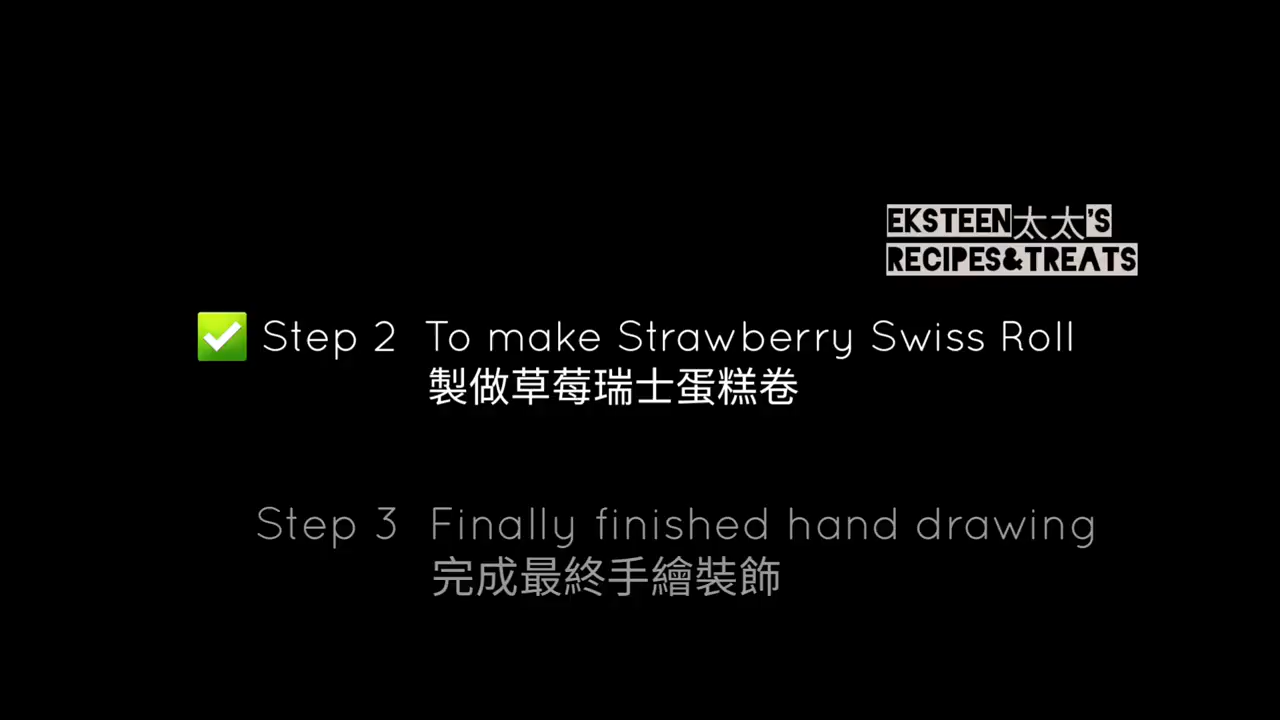 EKSTEEN太太'S
RECIPES&TREATS
Step 2 To make Strawberry Swiss Roll
製做草莓瑞士蛋糕卷
Step 3 Finally finished hand drawing
完成最終手繪裝飾